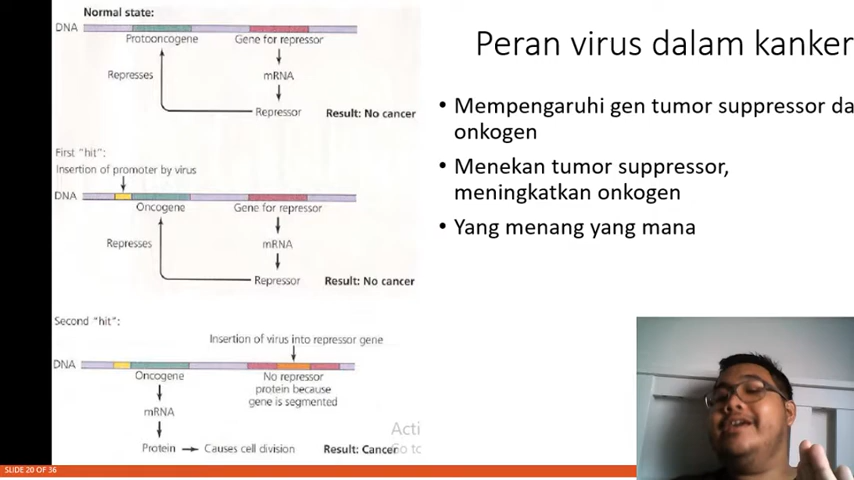 Normal state:
DNA
Protooncogene
Gene for repressor
Represses
mRNA
Repressor
Result: No cancer
First "hit":
Insertion of promoter by virus
DNA
Oncogene
Gene for repressor
Represses
mRNA
Repressor
Result: No cancer
Second "hit":
Insertion of virus into repressor gene
DNA
Oncogene
No repressor
protein because
gene is segmented
mRNA
Protein
Causes cell division
Result: Cancer
Peran virus dalam kanker
• Mempengaruhi gen tumor suppressor da
onkogen
• Menekan tumor suppressor,
meningkatkan onkogen
• Yang menang yang mana
Acti
Go to
SLIDE 20 OF 36